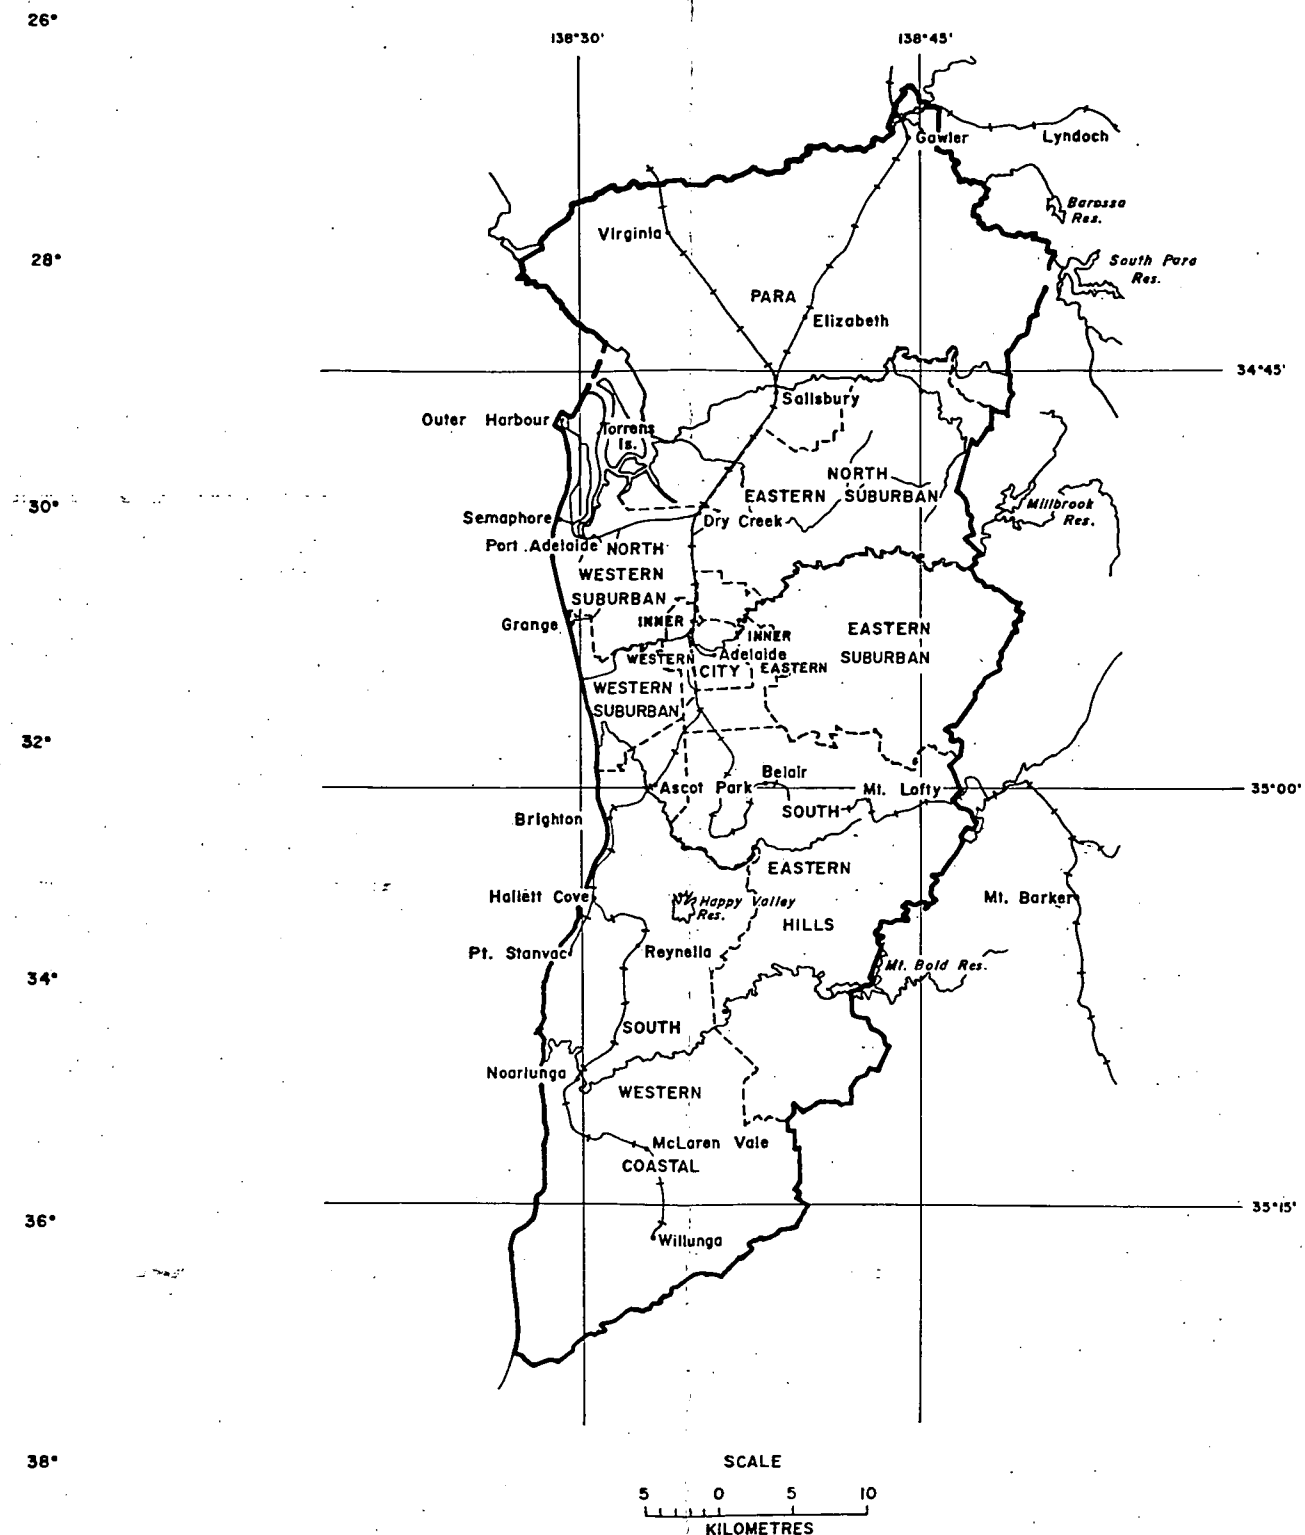 26°
138°30'
138°45'
Gawler
Lyndoch
Barossa
Res.
Virginia
28°
South Para
Res.
PARA
Elizabeth
34°45'
Salisbury
Outer Harbour
Torrens
Is.
NORTH
EASTERN SUBURBAN
30°
Millbrook
Res.
Semaphore
Dry Creek
Port Adelaide
NORTH
WESTERN
SUBURBAN
Grange
INNER
INNER
EASTERN
SUBURBAN
WESTERN
Adelaide
CITY
EASTERN
WESTERN
SUBURBAN
32°
Belair
Ascot Park
Mt. Lofty
35°00'
SOUTH
Brighton
EASTERN
Hallett Cove
Happy Valley
Res.
Mt. Barker
HILLS
Pt. Stanvac
Reynella
Mt. Bold Res.
34°
SOUTH
Noarlunga
WESTERN
McLaren Vale
COASTAL
35°15'
36°
Willunga
38°
SCALE
5 0 5 10
KILOMETRES